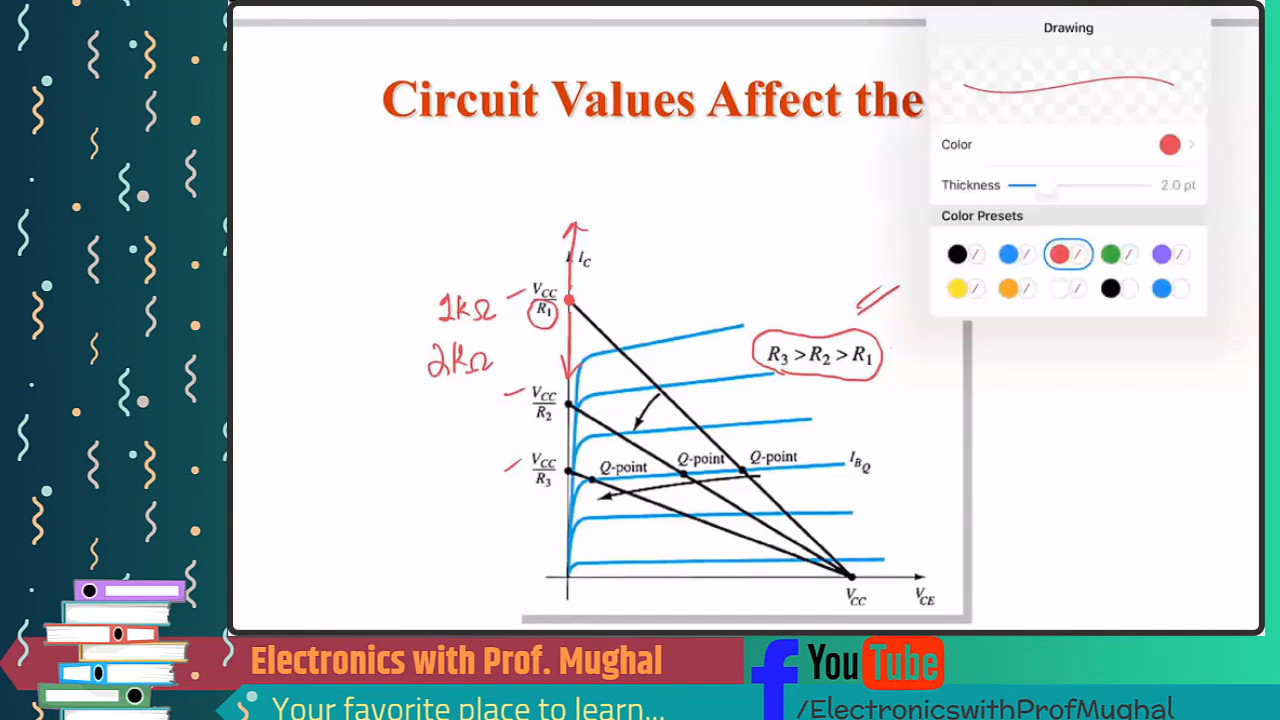 Circuit Values Affect the
Drawing
Color
Thickness 2.0 pt
Color Presets
I_C
V_CC/R_1
1kΩ
2kΩ
R_3 > R_2 > R_1
V_CC/R_2
V_CC/R_3
Q-point Q-point Q-point
I_BQ
V_CC
V_CE
Electronics with Prof. Mughal
YouTube
Your favorite place to learn...
/ElectronicswithProfMughal